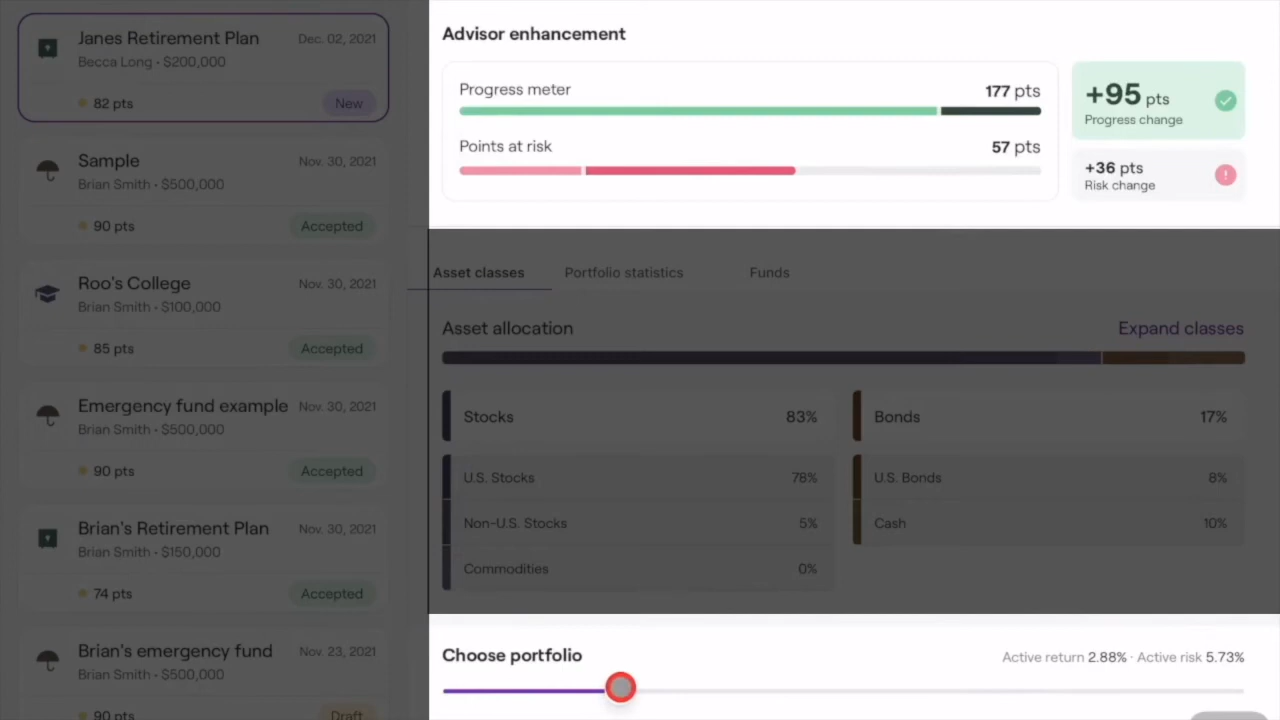 Janes Retirement Plan Dec. 02, 2021
Becca Long • $200,000
82 pts New
Sample Nov. 30, 2021
Brian Smith • $500,000
90 pts Accepted
Roo's College Nov. 30, 2021
Brian Smith • $100,000
85 pts Accepted
Emergency fund example Nov. 30, 2021
Brian Smith • $500,000
90 pts Accepted
Brian's Retirement Plan Nov. 30, 2021
Brian Smith • $150,000
74 pts Accepted
Brian's emergency fund Nov. 23, 2021
Brian Smith • $500,000
90 pts Draft
Advisor enhancement
Progress meter 177 pts
Points at risk 57 pts
+95 pts
Progress change
+36 pts
Risk change
Asset classes Portfolio statistics Funds
Asset allocation Expand classes
Stocks 83%
U.S. Stocks 78%
Non-U.S. Stocks 5%
Commodities 0%
Bonds 17%
U.S. Bonds 8%
Cash 10%
Choose portfolio Active return 2.88% · Active risk 5.73%